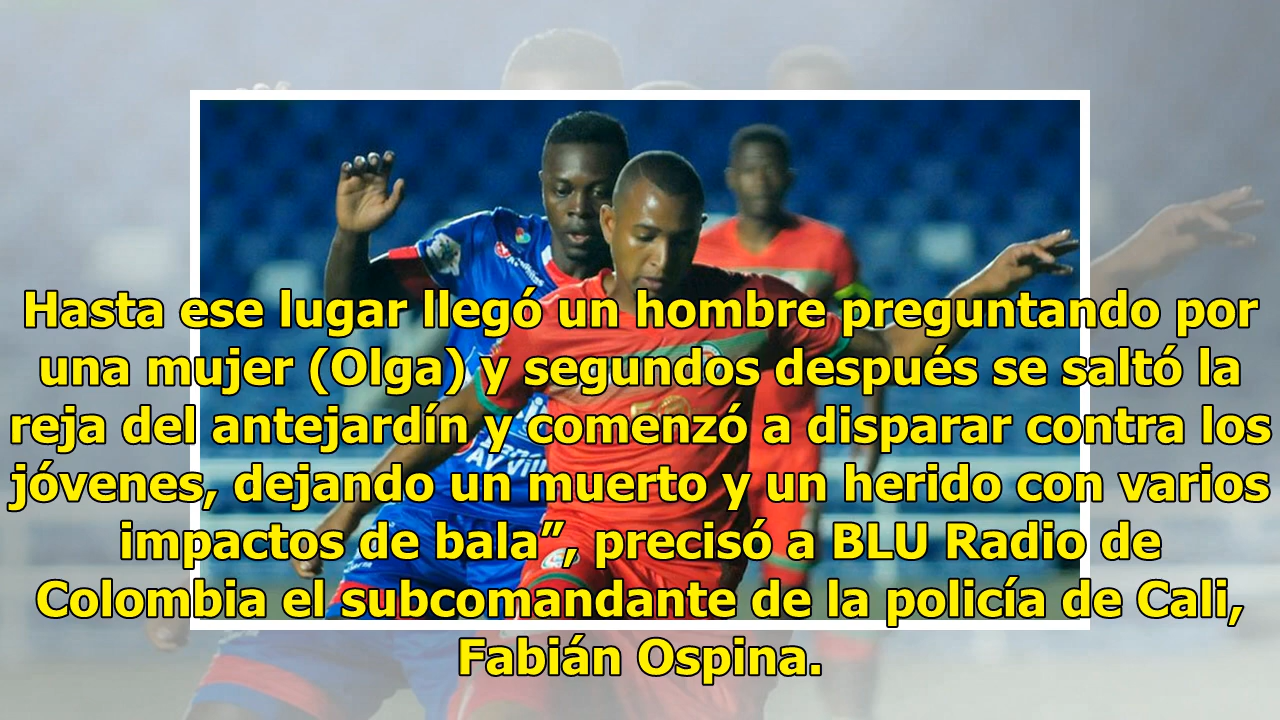 Hasta ese lugar llegó un hombre preguntando por
una mujer (Olga) y segundos después se saltó la
reja del antejardín y comenzó a disparar contra los
jóvenes, dejando un muerto y un herido con varios
impactos de bala”, precisó a BLU Radio de
Colombia el subcomandante de la policía de Cali,
Fabián Ospina.